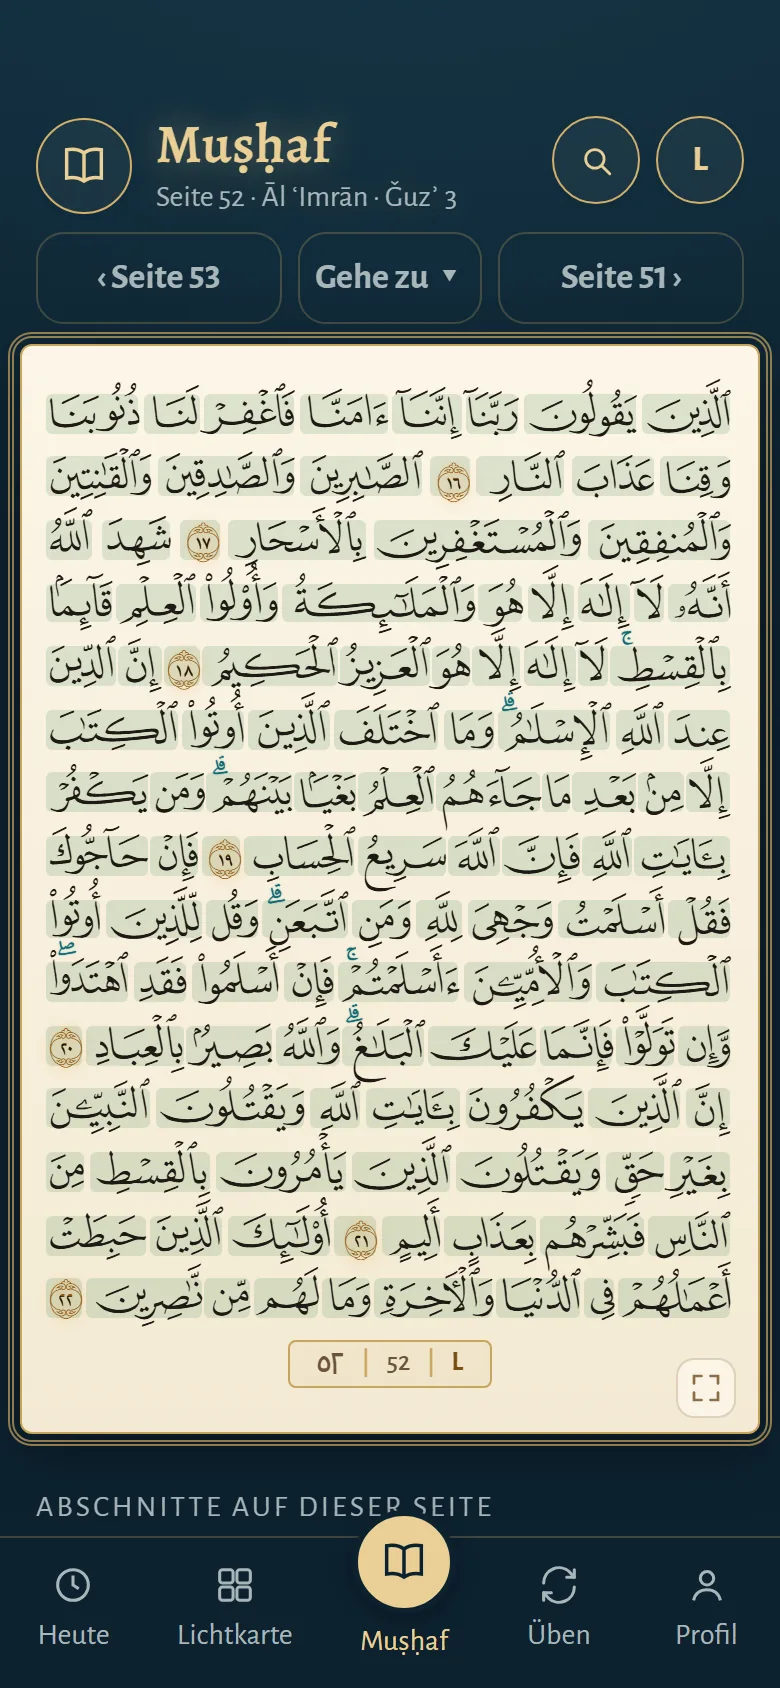 Muṣḥaf
Seite 52 · Āl ʿImrān · Ǧuzʾ 3
L
‹ Seite 53
Gehe zu ▼
Seite 51 ›
ٱلَّذِينَ يَقُولُونَ رَبَّنَآ إِنَّنَآ ءَامَنَّا فَٱغْفِرْ لَنَا ذُنُوبَنَا
وَقِنَا عَذَابَ ٱلنَّارِ ١٦ ٱلصَّٰبِرِينَ وَٱلصَّٰدِقِينَ وَٱلْقَٰنِتِينَ
وَٱلْمُنفِقِينَ وَٱلْمُسْتَغْفِرِينَ بِٱلْأَسْحَارِ ١٧ شَهِدَ ٱللَّهُ
أَنَّهُۥ لَآ إِلَٰهَ إِلَّا هُوَ وَٱلْمَلَٰٓئِكَةُ وَأُو۟لُوا۟ ٱلْعِلْمِ قَآئِمًۢا
بِٱلْقِسْطِ ۚ لَآ إِلَٰهَ إِلَّا هُوَ ٱلْعَزِيزُ ٱلْحَكِيمُ ١٨ إِنَّ ٱلدِّينَ
عِندَ ٱللَّهِ ٱلْإِسْلَٰمُ ۗ وَمَا ٱخْتَلَفَ ٱلَّذِينَ أُوتُوا۟ ٱلْكِتَٰبَ
إِلَّا مِنۢ بَعْدِ مَا جَآءَهُمُ ٱلْعِلْمُ بَغْيًۢا بَيْنَهُمْ ۗ وَمَن يَكْفُرْ
بِـَٔايَٰتِ ٱللَّهِ فَإِنَّ ٱللَّهَ سَرِيعُ ٱلْحِسَابِ ١٩ فَإِنْ حَآجُّوكَ
فَقُلْ أَسْلَمْتُ وَجْهِىَ لِلَّهِ وَمَنِ ٱتَّبَعَنِ ۗ وَقُل لِّلَّذِينَ أُوتُوا۟
ٱلْكِتَٰبَ وَٱلْأُمِّيِّـۧنَ ءَأَسْلَمْتُمْ ۚ فَإِنْ أَسْلَمُوا۟ فَقَدِ ٱهْتَدَوا۟ ۖ
وَّإِن تَوَلَّوْا۟ فَإِنَّمَا عَلَيْكَ ٱلْبَلَٰغُ ۗ وَٱللَّهُ بَصِيرٌۢ بِٱلْعِبَادِ ٢٠
إِنَّ ٱلَّذِينَ يَكْفُرُونَ بِـَٔايَٰتِ ٱللَّهِ وَيَقْتُلُونَ ٱلنَّبِيِّـۧنَ
بِغَيْرِ حَقٍّ وَيَقْتُلُونَ ٱلَّذِينَ يَأْمُرُونَ بِٱلْقِسْطِ مِنَ
ٱلنَّاسِ فَبَشِّرْهُم بِعَذَابٍ أَلِيمٍ ٢١ أُو۟لَٰٓئِكَ ٱلَّذِينَ حَبِطَتْ
أَعْمَٰلُهُمْ فِى ٱلدُّنْيَا وَٱلْءَاخِرَةِ وَمَا لَهُم مِّن نَّٰصِرِينَ ٢٢
٥٢ | 52 | L
ABSCHNITTE AUF DIESER SEITE
Heute
Lichtkarte
Muṣḥaf
Üben
Profil